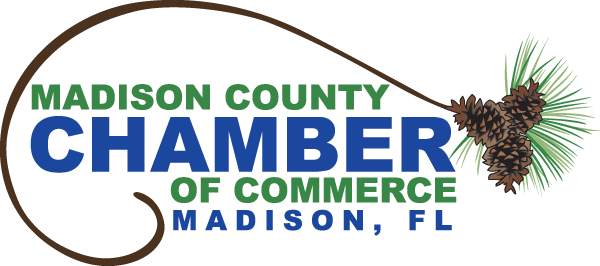 MADISON COUNTY
CHAMBER
OF COMMERCE
MADISON, FL